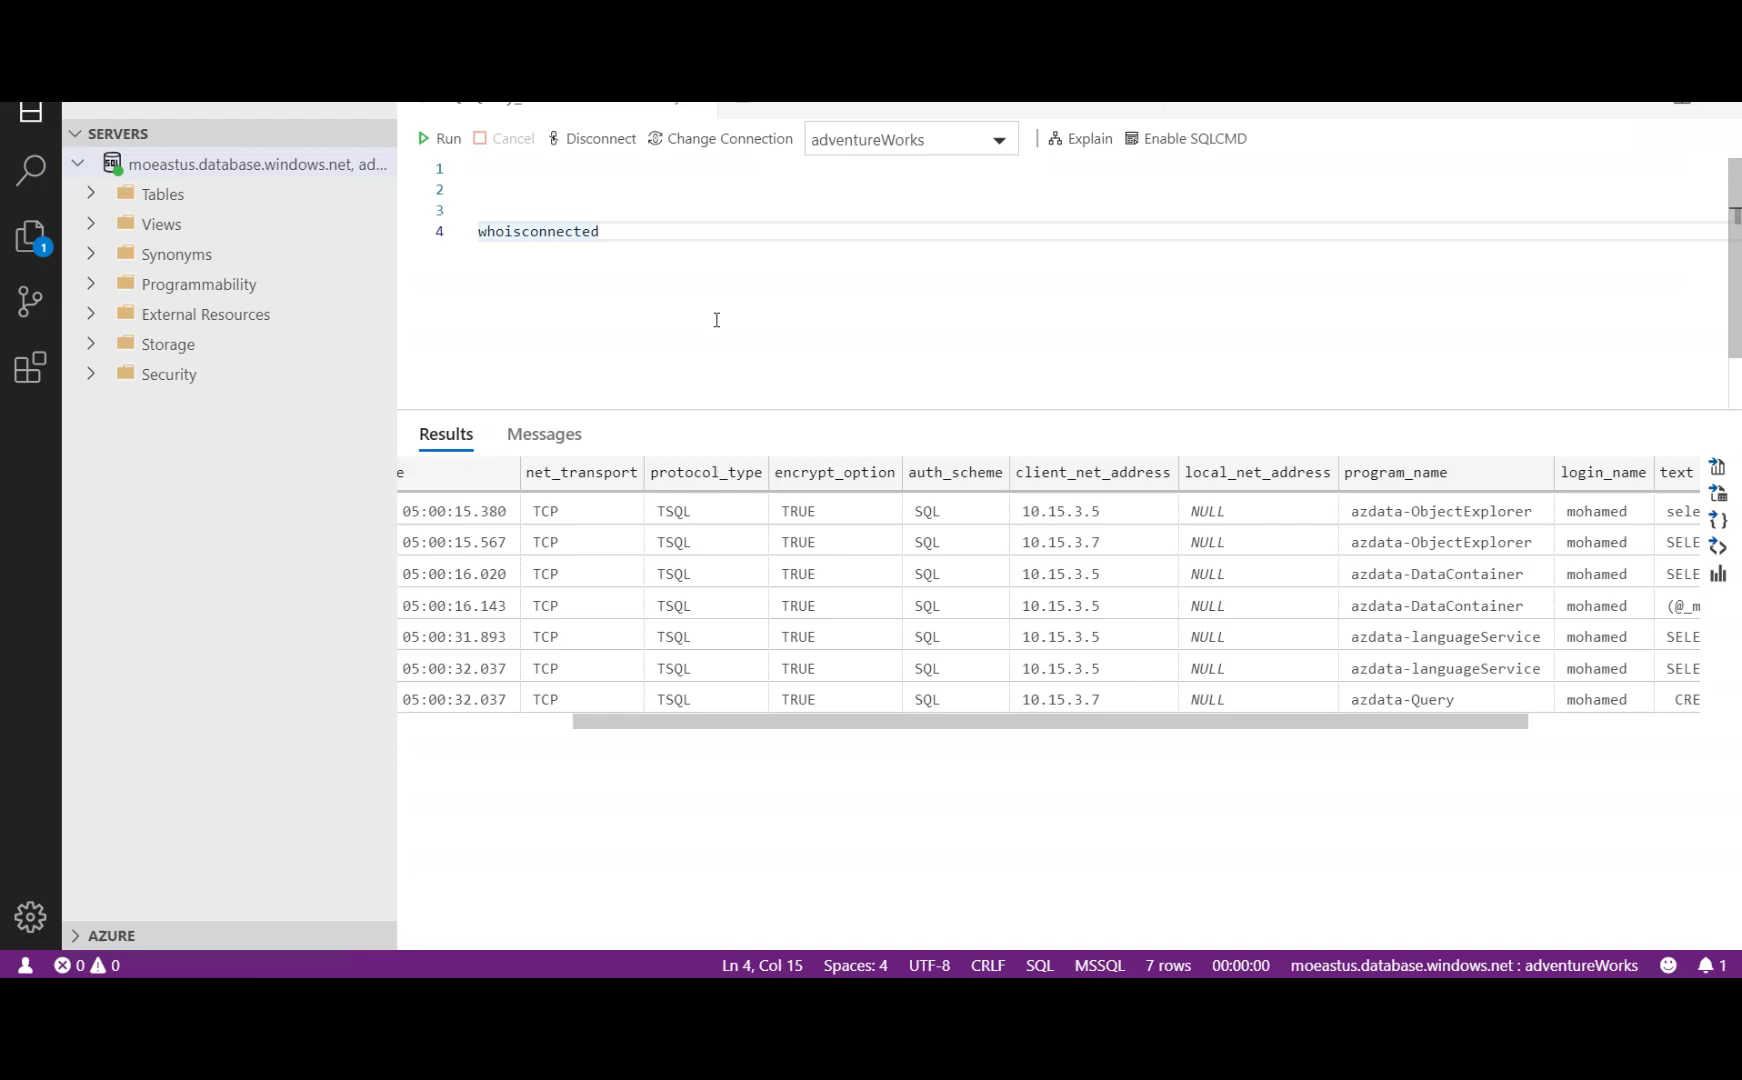 SERVERS
moeastus.database.windows.net, ad...
Tables
Views
Synonyms
Programmability
External Resources
Storage
Security
AZURE
1
Run Cancel Disconnect Change Connection adventureWorks Explain Enable SQLCMD
1
2
3
4 whoisconnected
Results Messages
e net_transport protocol_type encrypt_option auth_scheme client_net_address local_net_address program_name login_name text
05:00:15.380 TCP TSQL TRUE SQL 10.15.3.5 NULL azdata-ObjectExplorer mohamed sele
05:00:15.567 TCP TSQL TRUE SQL 10.15.3.7 NULL azdata-ObjectExplorer mohamed SELE
05:00:16.020 TCP TSQL TRUE SQL 10.15.3.5 NULL azdata-DataContainer mohamed SELE
05:00:16.143 TCP TSQL TRUE SQL 10.15.3.5 NULL azdata-DataContainer mohamed (@_m
05:00:31.893 TCP TSQL TRUE SQL 10.15.3.5 NULL azdata-languageService mohamed SELE
05:00:32.037 TCP TSQL TRUE SQL 10.15.3.5 NULL azdata-languageService mohamed SELE
05:00:32.037 TCP TSQL TRUE SQL 10.15.3.7 NULL azdata-Query mohamed CRE
0 0 Ln 4, Col 15 Spaces: 4 UTF-8 CRLF SQL MSSQL 7 rows 00:00:00 moeastus.database.windows.net : adventureWorks 1